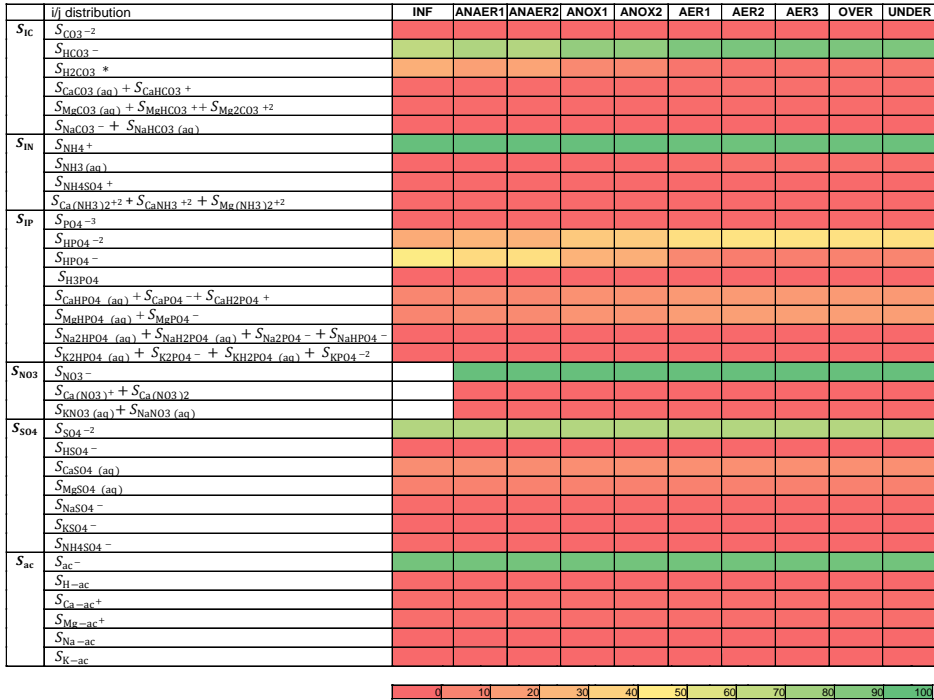 i/j distribution INF ANAER1 ANAER2 ANOX1 ANOX2 AER1 AER2 AER3 OVER UNDER
S_IC S_CO3 −2
S_HCO3 −
S_H2CO3 *
S_CaCO3 (aq) + S_CaHCO3 +
S_MgCO3 (aq) + S_MgHCO3 + + S_Mg2CO3 +2
S_NaCO3 − + S_NaHCO3 (aq)
S_IN S_NH4 +
S_NH3 (aq)
S_NH4SO4 +
S_Ca(NH3)2 +2 + S_CaNH3 +2 + S_Mg(NH3)2 +2
S_IP S_PO4 −3
S_HPO4 −2
S_HPO4 −
S_H3PO4
S_CaHPO4 (aq) + S_CaPO4 − + S_CaH2PO4 +
S_MgHPO4 (aq) + S_MgPO4 −
S_Na2HPO4 (aq) + S_NaH2PO4 (aq) + S_Na2PO4 − + S_NaHPO4 −
S_K2HPO4 (aq) + S_K2PO4 − + S_KH2PO4 (aq) + S_KPO4 −2
S_NO3 S_NO3 −
S_Ca(NO3) + + S_Ca(NO3)2
S_KNO3 (aq) + S_NaNO3 (aq)
S_SO4 S_SO4 −2
S_HSO4 −
S_CaSO4 (aq)
S_MgSO4 (aq)
S_NaSO4 −
S_KSO4 −
S_NH4SO4 −
S_ac S_ac −
S_H−ac
S_Ca−ac +
S_Mg−ac +
S_Na−ac
S_K−ac
0 10 20 30 40 50 60 70 80 90 100